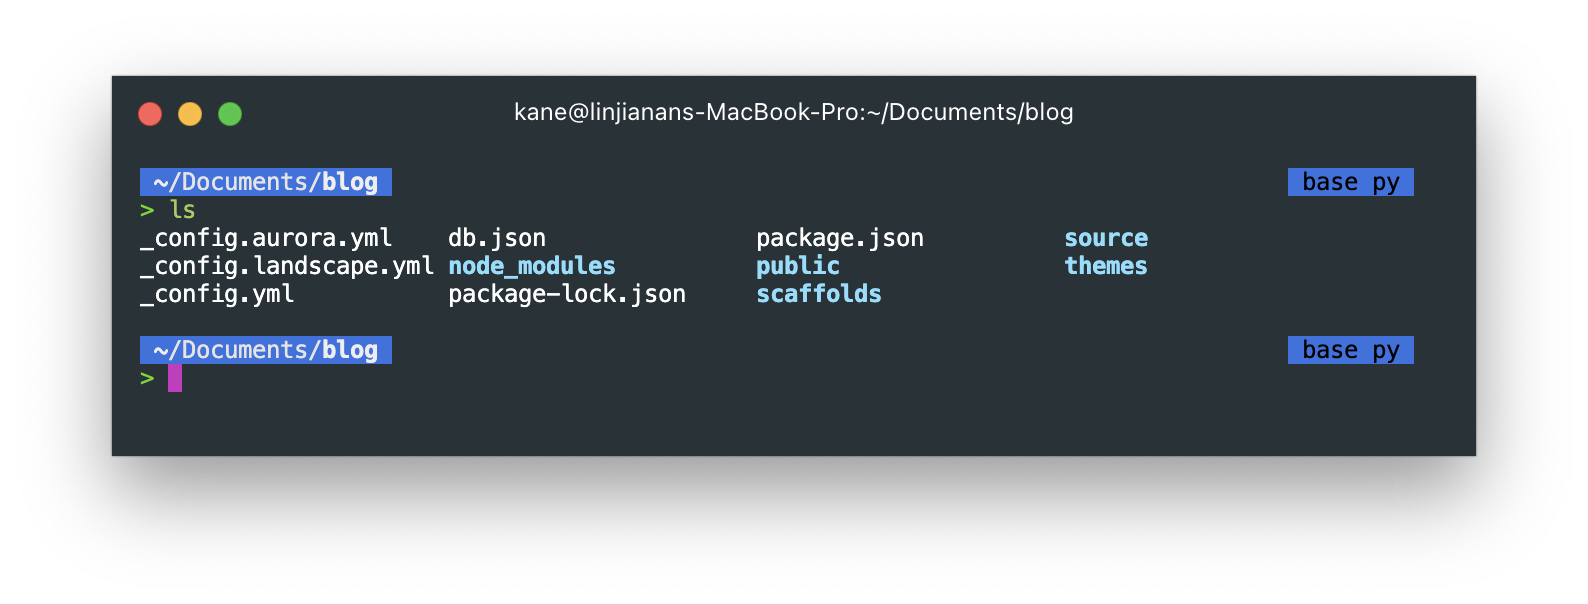 kane@linjianans-MacBook-Pro:~/Documents/blog
~/Documents/blog base py
> ls
_config.aurora.yml db.json package.json source
_config.landscape.yml node_modules public themes
_config.yml package-lock.json scaffolds
~/Documents/blog base py
>